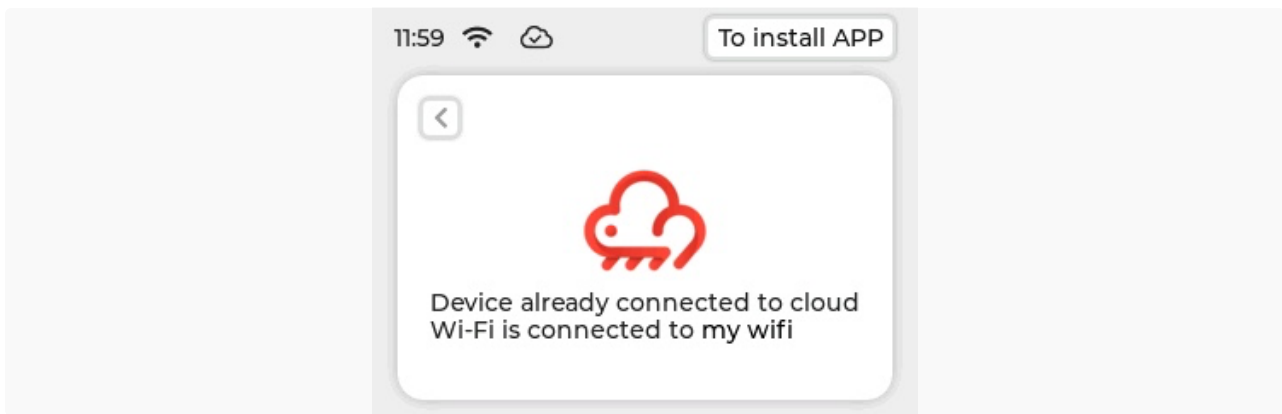 11:59
To install APP
Device already connected to cloud
Wi-Fi is connected to my wifi